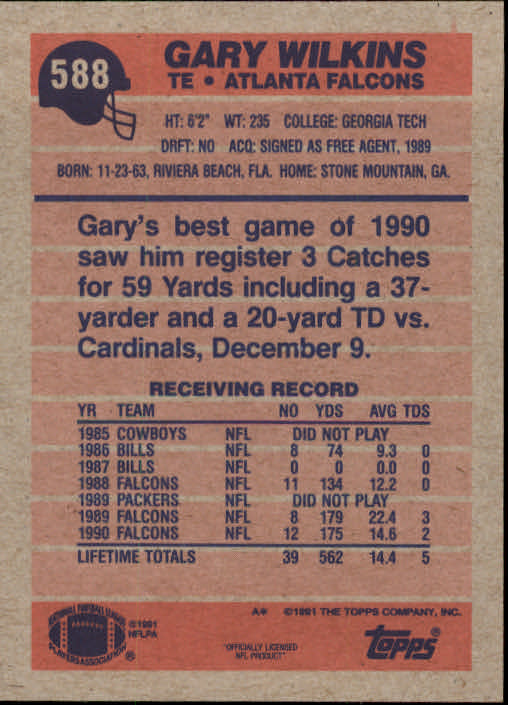 588
GARY WILKINS
TE • ATLANTA FALCONS
HT: 6'2" WT: 235 COLLEGE: GEORGIA TECH
DRFT: NO ACQ: SIGNED AS FREE AGENT, 1989
BORN: 11-23-63, RIVIERA BEACH, FLA. HOME: STONE MOUNTAIN, GA.
Gary's best game of 1990
saw him register 3 Catches
for 59 Yards including a 37-
yarder and a 20-yard TD vs.
Cardinals, December 9.
RECEIVING RECORD
YR TEAM NO YDS AVG TDS
1985 COWBOYS NFL DID NOT PLAY
1986 BILLS NFL 8 74 9.3 0
1987 BILLS NFL 0 0 0.0 0
1988 FALCONS NFL 11 134 12.2 0
1989 PACKERS NFL DID NOT PLAY
1989 FALCONS NFL 8 179 22.4 3
1990 FALCONS NFL 12 175 14.6 2
LIFETIME TOTALS 39 562 14.4 5
A* ©1991 THE TOPPS COMPANY, INC.
NATIONAL FOOTBALL LEAGUE
PLAYERS ASSOCIATION ®
©1991
NFLPA
"OFFICIALLY LICENSED
NFL PRODUCT"
topps®